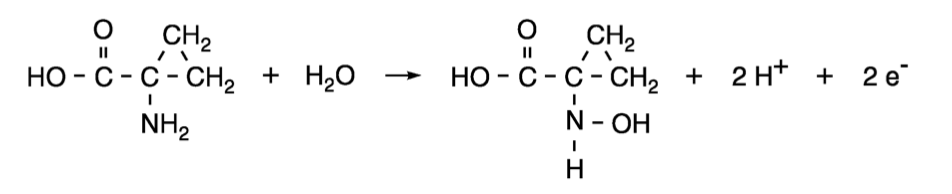 O CH₂ O CH₂
HO - C - C - CH₂ + H₂O → HO - C - C - CH₂ + 2 H⁺ + 2 e⁻
NH₂ N - OH
H